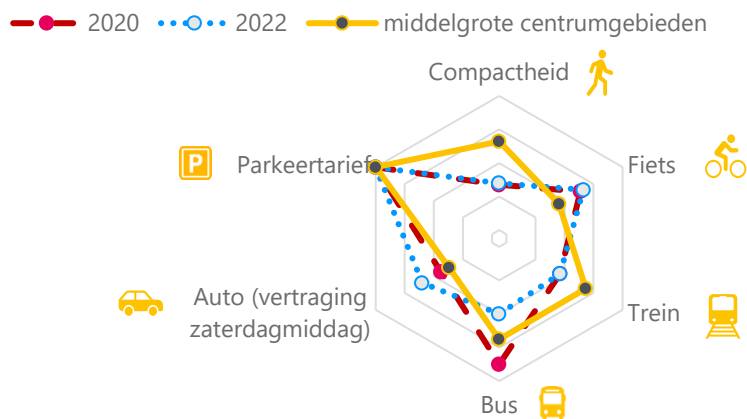 2020 2022 middelgrote centrumgebieden
Compactheid
P Parkeertarief
Fiets
Auto (vertraging
zaterdagmiddag)
Trein
Bus